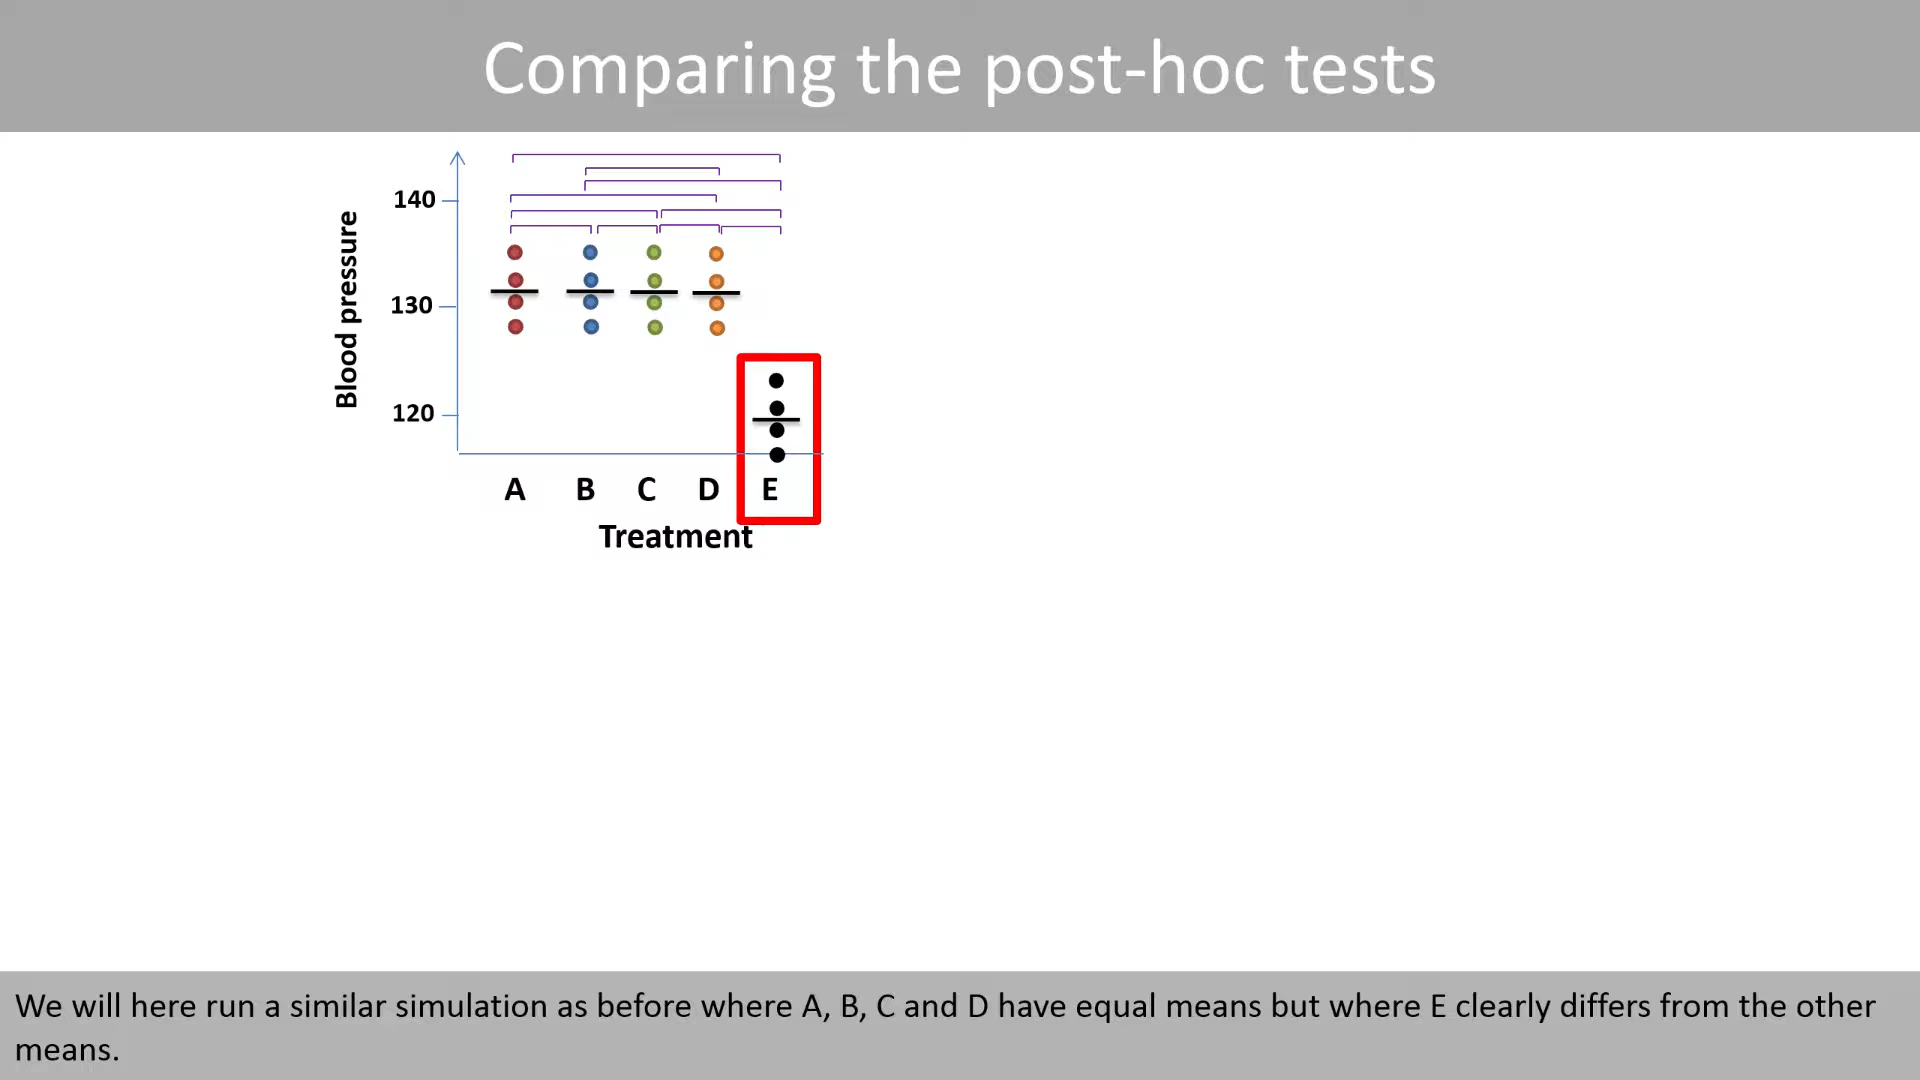 Comparing the post-hoc tests
140
130
120
Blood pressure
A B C D E
Treatment
We will here run a similar simulation as before where A, B, C and D have equal means but where E clearly differs from the other
means.